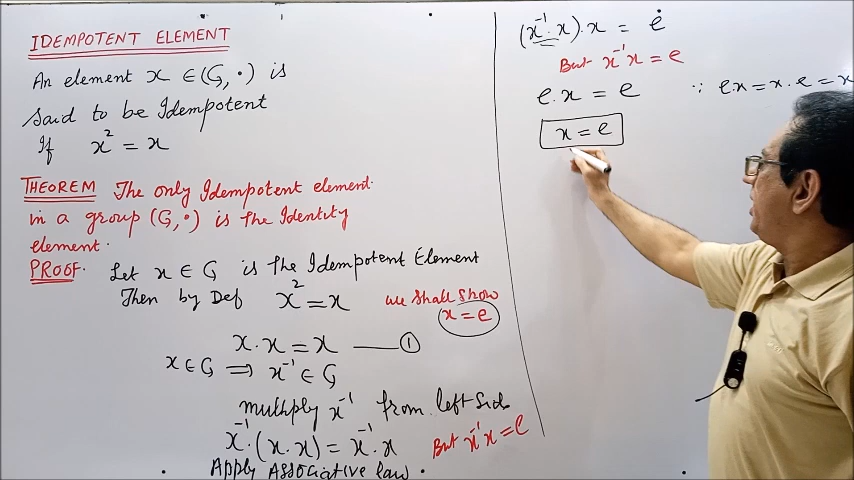 IDEMPOTENT ELEMENT
An element x ∈ (G, ·) is
Said to be Idempotent
If x² = x
THEOREM The only Idempotent element
in a group (G, ·) is the Identity
element.
PROOF. Let x ∈ G is the Idempotent Element
Then by Def x² = x
we shall show
x = e
x·x = x ——— ①
x ∈ G ⟹ x⁻¹ ∈ G
multiply x⁻¹ from left side
x⁻¹·(x·x) = x⁻¹·x
But x⁻¹x = e
Apply Associative law.
(x⁻¹·x)·x = e
But x⁻¹x = e
e·x = e ∵ e·x = x·e = x
x = e